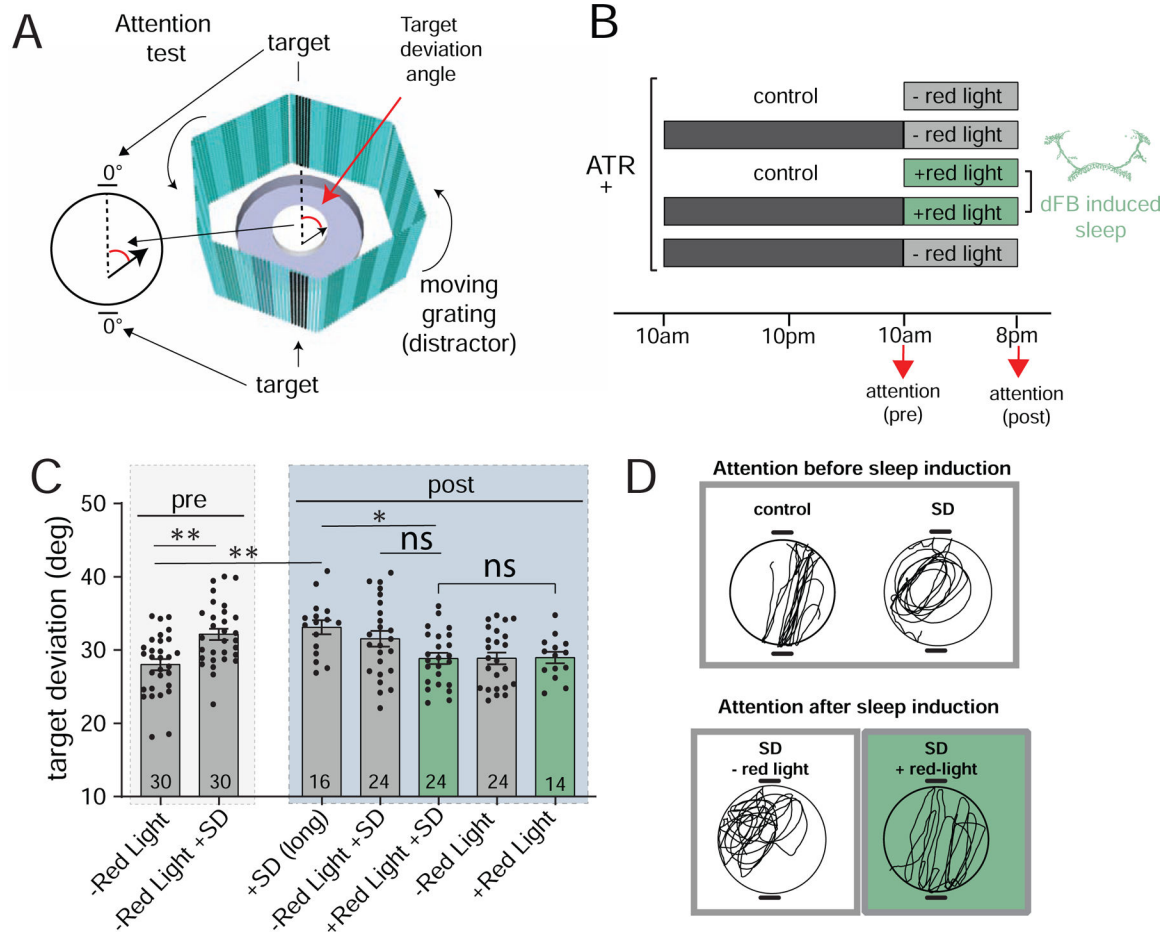 A
Attention
test
target
Target
deviation
angle
0°
0°
target
moving
grating
(distractor)
B
ATR
+
control
- red light
- red light
control
+red light
+red light
- red light
dFB induced
sleep
10am
10pm
10am
8pm
attention
(pre)
attention
(post)
C
target deviation (deg)
50
40
30
20
10
pre
**
**
post
*
ns
ns
30
30
16
24
24
24
14
-Red Light
-Red Light +SD
+SD (long)
-Red Light +SD
+Red Light +SD
-Red Light
+Red Light
D
Attention before sleep induction
control
SD
Attention after sleep induction
SD
- red light
SD
+ red-light